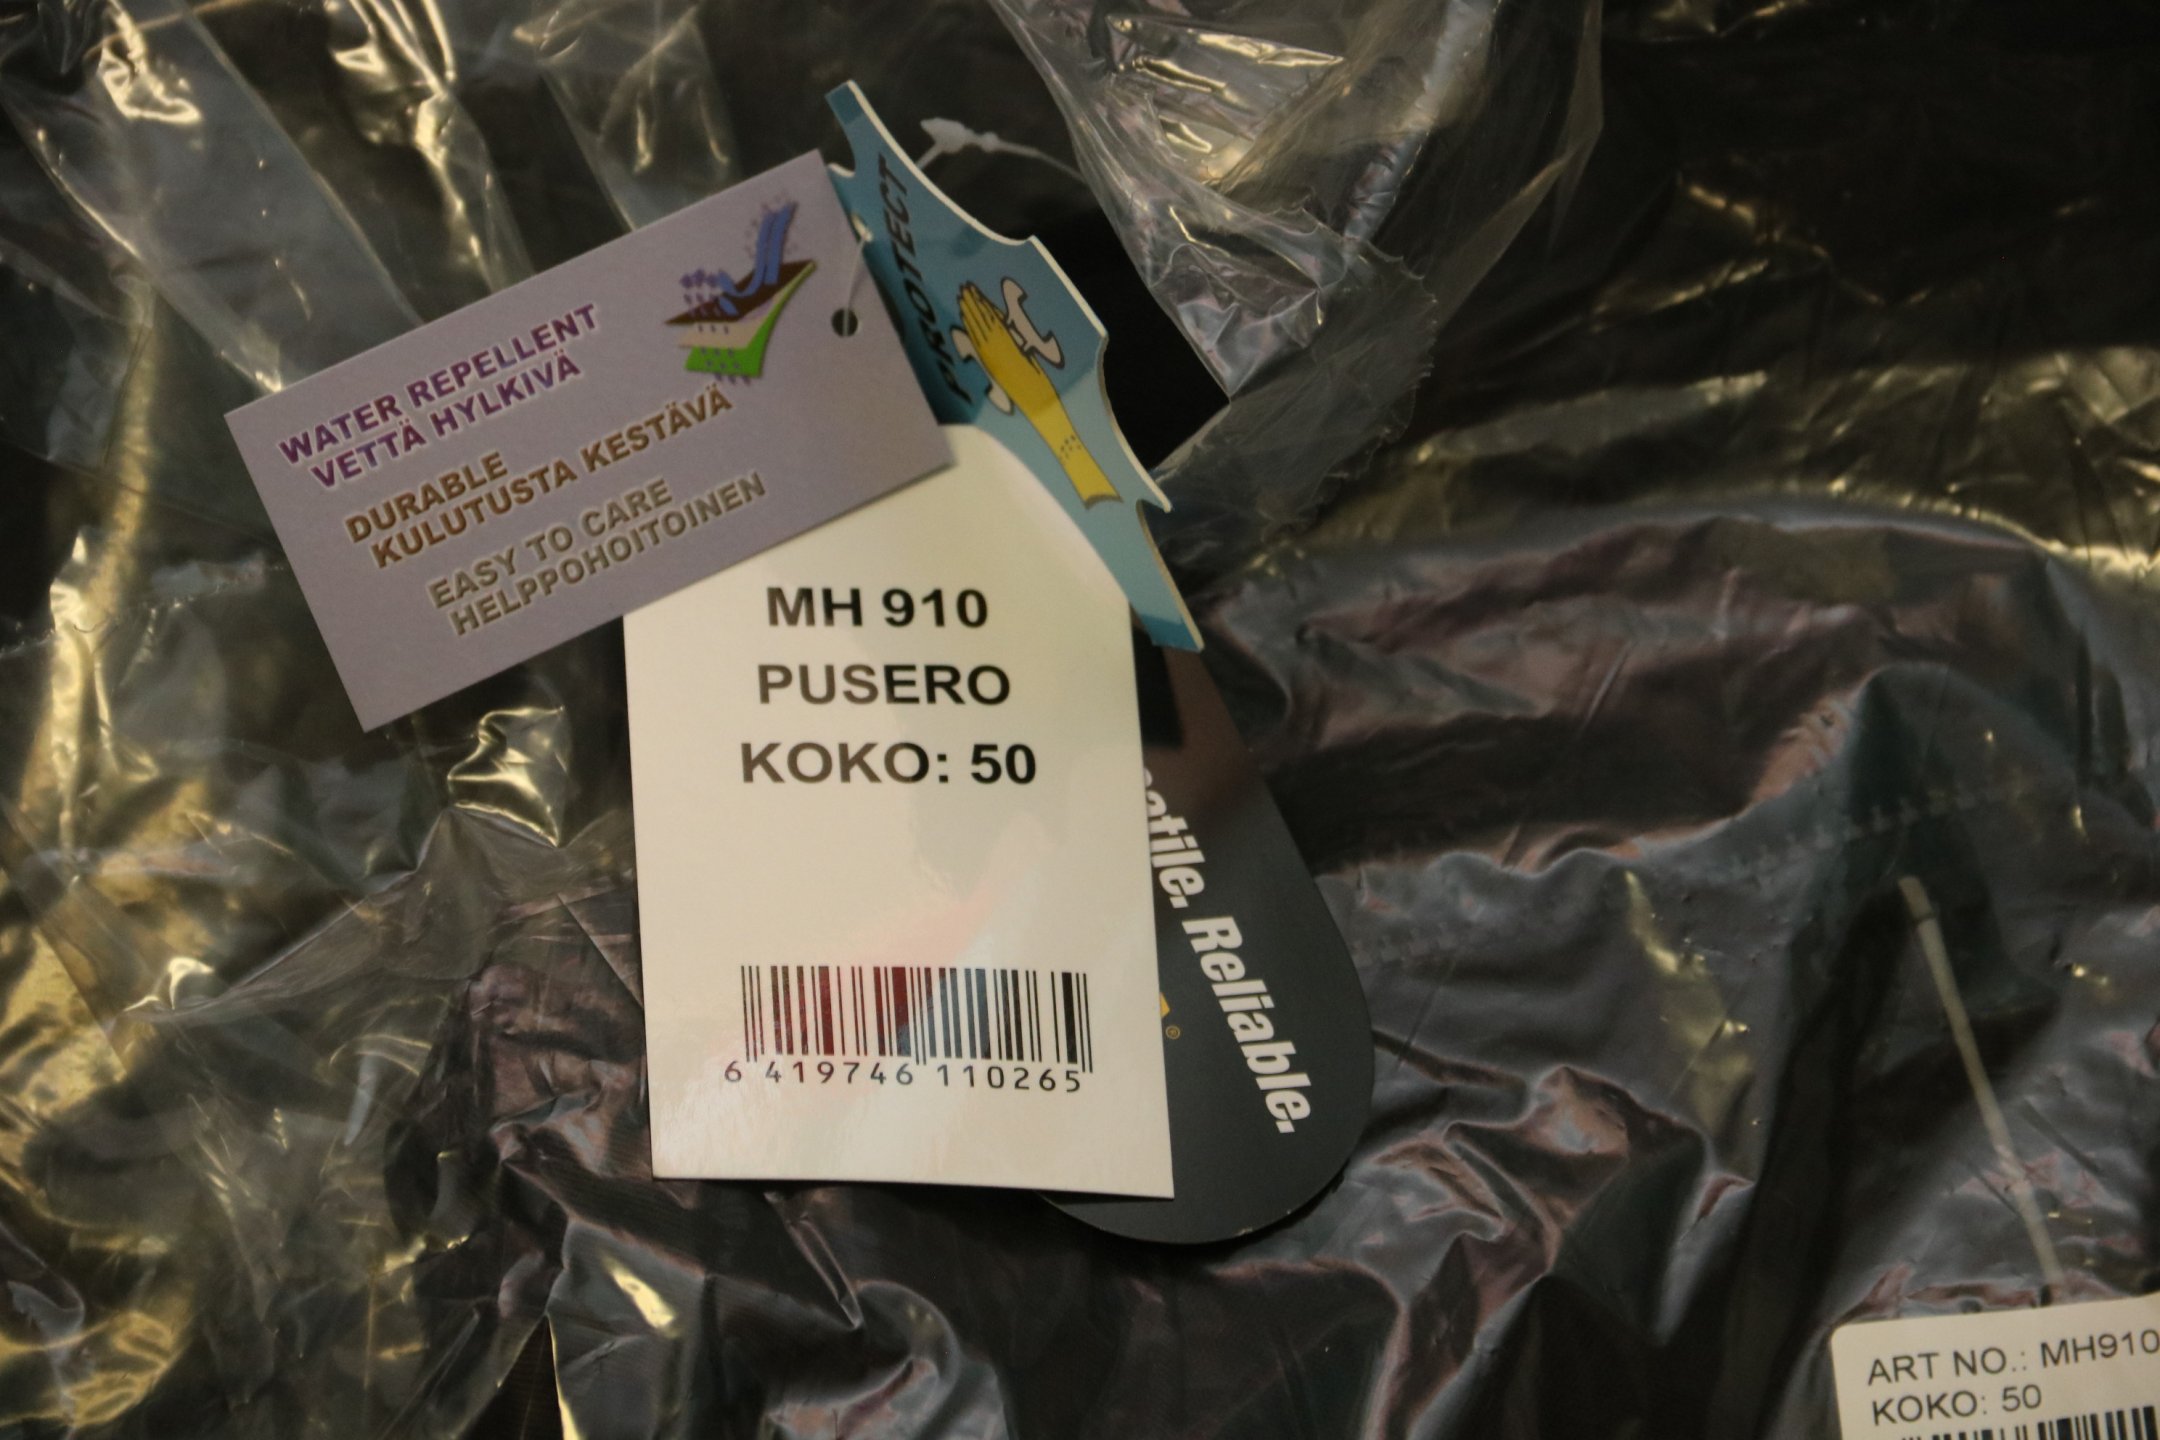 PROTECT
WATER REPELLENT
VETTÄ HYLKIVÄ
DURABLE
KULUTUSTA KESTÄVÄ
EASY TO CARE
HELPPOHOITOINEN
MH 910
PUSERO
KOKO: 50
6 419746 110265
Reliable.
®
ART NO.: MH910
KOKO: 50